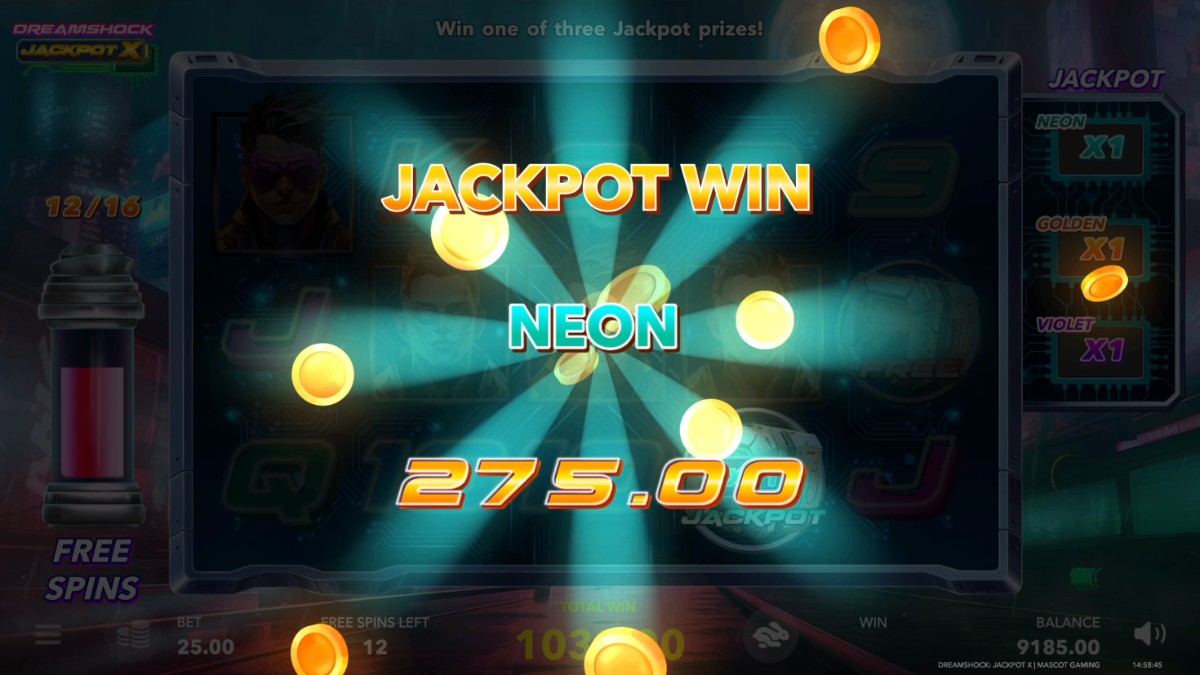 DREAMSHOCK
JACKPOT X
Win one of three Jackpot prizes!
JACKPOT
NEON
X1
GOLDEN
X1
VIOLET
X1
12/16
JACKPOT WIN
NEON
275.00
K
9
J
FREE
Q
J
JACKPOT
FREE
SPINS
BET
25.00
FREE SPINS LEFT
12
TOTAL WIN
WIN
BALANCE
9185.00
DREAMSHOCK: JACKPOT X | MASCOT GAMING
14:58:45